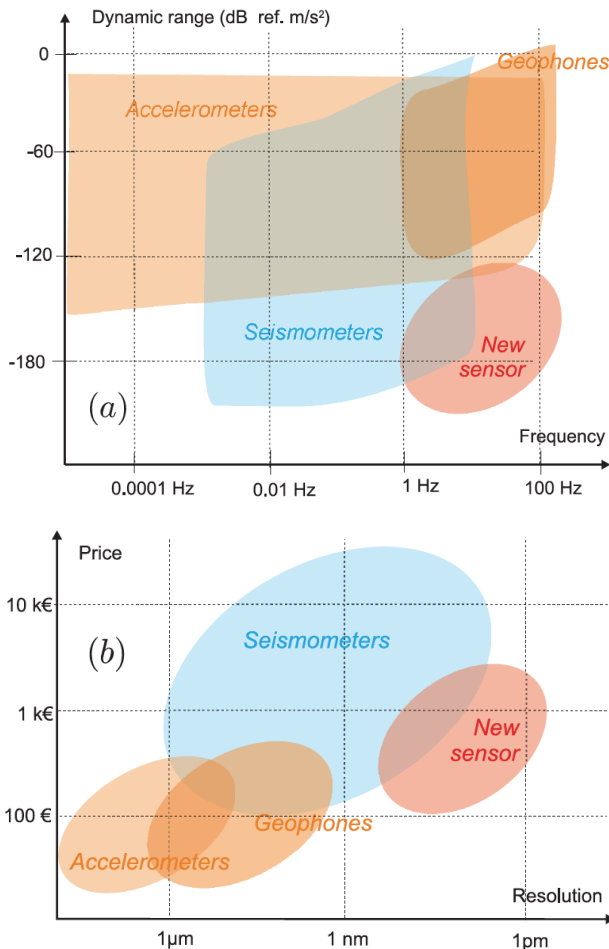 Dynamic range (dB ref. m/s²)
0
Geophones
Accelerometers
-60
-120
Seismometers
-180
New
sensor
(a)
Frequency
0.0001 Hz
0.01 Hz
1 Hz
100 Hz
Price
10 k€
(b)
Seismometers
1 k€
New
sensor
100 €
Geophones
Accelerometers
Resolution
1μm
1 nm
1pm